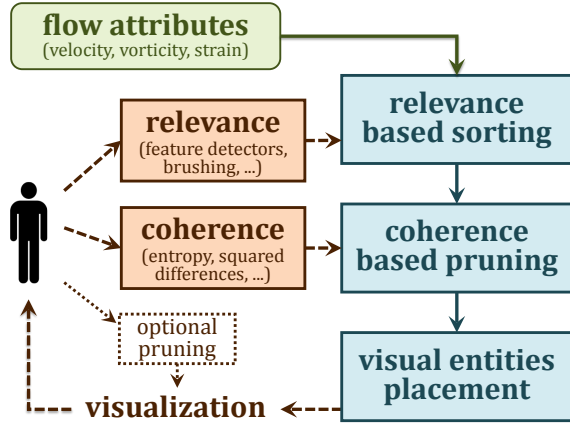 flow attributes
(velocity, vorticity, strain)
relevance
(feature detectors,
brushing, ...)
relevance
based sorting
coherence
(entropy, squared
differences, ...)
coherence
based pruning
optional
pruning
visual entities
placement
visualization